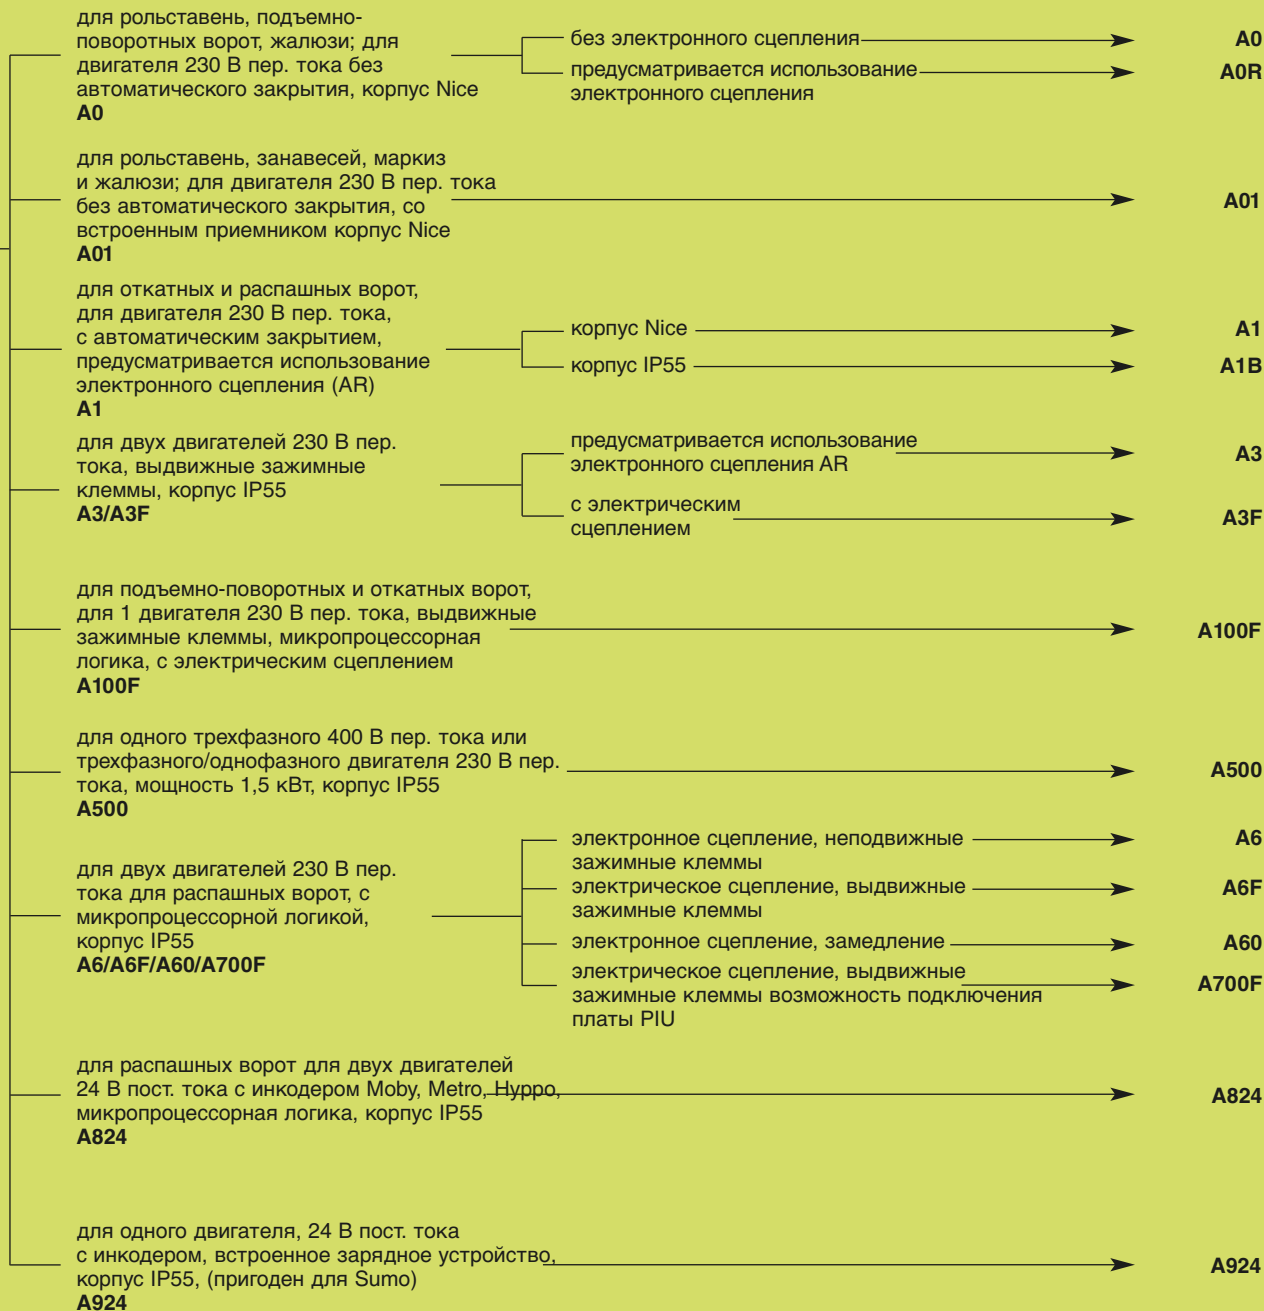 для рольставень, подъемно-
поворотных ворот, жалюзи; для
двигателя 230 В пер. тока без
автоматического закрытия, корпус Nice
A0
без электронного сцепления
A0
предусматривается использование
электронного сцепления
A0R
для рольставень, занавесей, маркиз
и жалюзи; для двигателя 230 В пер. тока
без автоматического закрытия, со
встроенным приемником корпус Nice
A01
A01
для откатных и распашных ворот,
для двигателя 230 В пер. тока,
с автоматическим закрытием,
предусматривается использование
электронного сцепления (AR)
A1
корпус Nice
A1
корпус IP55
A1B
для двух двигателей 230 В пер.
тока, выдвижные зажимные
клеммы, корпус IP55
A3/A3F
предусматривается использование
электронного сцепления AR
A3
с электрическим
сцеплением
A3F
для подъемно-поворотных и откатных ворот,
для 1 двигателя 230 В пер. тока, выдвижные
зажимные клеммы, микропроцессорная
логика, с электрическим сцеплением
A100F
A100F
для одного трехфазного 400 В пер. тока или
трехфазного/однофазного двигателя 230 В пер.
тока, мощность 1,5 кВт, корпус IP55
A500
A500
для двух двигателей 230 В пер.
тока для распашных ворот, с
микропроцессорной логикой,
корпус IP55
A6/A6F/A60/A700F
электронное сцепление, неподвижные
зажимные клеммы
A6
электрическое сцепление, выдвижные
зажимные клеммы
A6F
электронное сцепление, замедление
A60
электрическое сцепление, выдвижные
зажимные клеммы возможность подключения
платы PIU
A700F
для распашных ворот для двух двигателей
24 В пост. тока с инкодером Moby, Metro, Hyppo,
микропроцессорная логика, корпус IP55
A824
A824
для одного двигателя, 24 В пост. тока
с инкодером, встроенное зарядное устройство,
корпус IP55, (пригоден для Sumo)
A924
A924